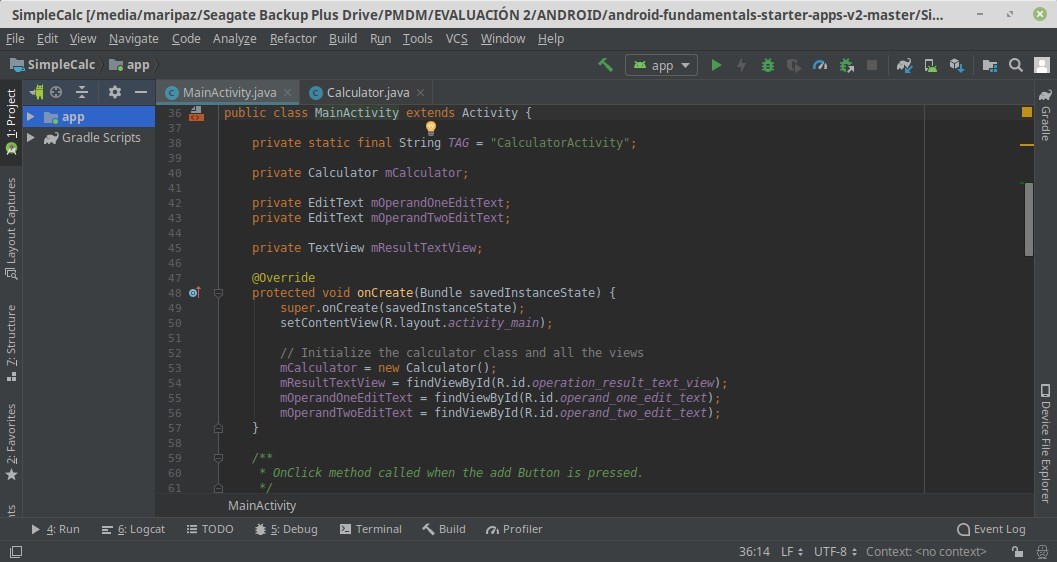 SimpleCalc [/media/maripaz/Seagate Backup Plus Drive/PMDM/EVALUACIÓN 2/ANDROID/android-fundamentals-starter-apps-v2-master/Si...
File Edit View Navigate Code Analyze Refactor Build Run Tools VCS Window Help
SimpleCalc app
app
MainActivity.java
Calculator.java
1: Project
Layout Captures
7: Structure
2: Favorites
app
Gradle Scripts
36 public class MainActivity extends Activity {
37
38 private static final String TAG = "CalculatorActivity";
39
40 private Calculator mCalculator;
41
42 private EditText mOperandOneEditText;
43 private EditText mOperandTwoEditText;
44
45 private TextView mResultTextView;
46
47 @Override
48 protected void onCreate(Bundle savedInstanceState) {
49 super.onCreate(savedInstanceState);
50 setContentView(R.layout.activity_main);
51
52 // Initialize the calculator class and all the views
53 mCalculator = new Calculator();
54 mResultTextView = findViewById(R.id.operation_result_text_view);
55 mOperandOneEditText = findViewById(R.id.operand_one_edit_text);
56 mOperandTwoEditText = findViewById(R.id.operand_two_edit_text);
57 }
58
59 /**
60 * OnClick method called when the add Button is pressed.
61 */
MainActivity
Gradle
Device File Explorer
4: Run 6: Logcat TODO 5: Debug Terminal Build Profiler Event Log
36:14 LF UTF-8 Context: <no context>